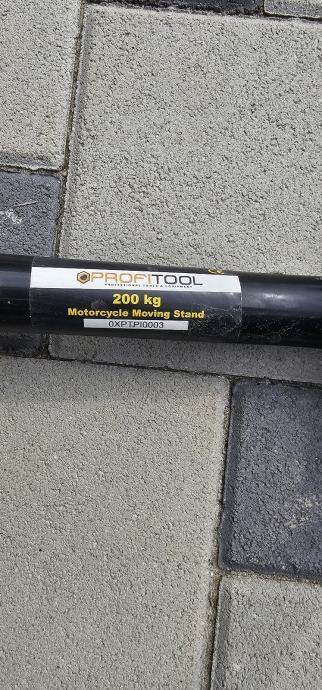 PROFITOOL
PROFESSIONAL TOOLS & EQUIPMENT
200 kg
Motorcycle Moving Stand
0XPTPI0003